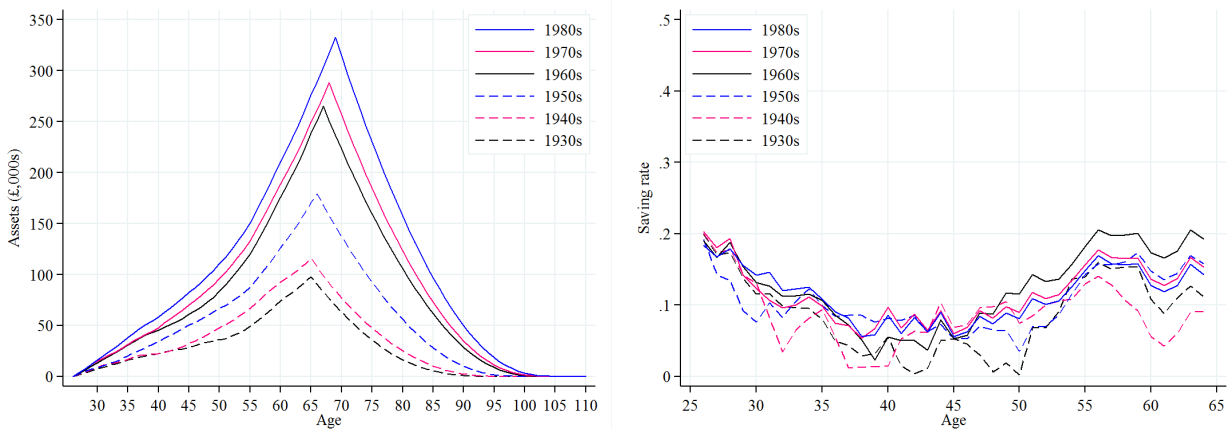 350
300
250
200
150
100
50
0
Assets (£,000s)
1980s
1970s
1960s
1950s
1940s
1930s
30 35 40 45 50 55 60 65 70 75 80 85 90 95 100 105 110
Age
.5
.4
.3
.2
.1
0
Saving rate
1980s
1970s
1960s
1950s
1940s
1930s
25 30 35 40 45 50 55 60 65
Age